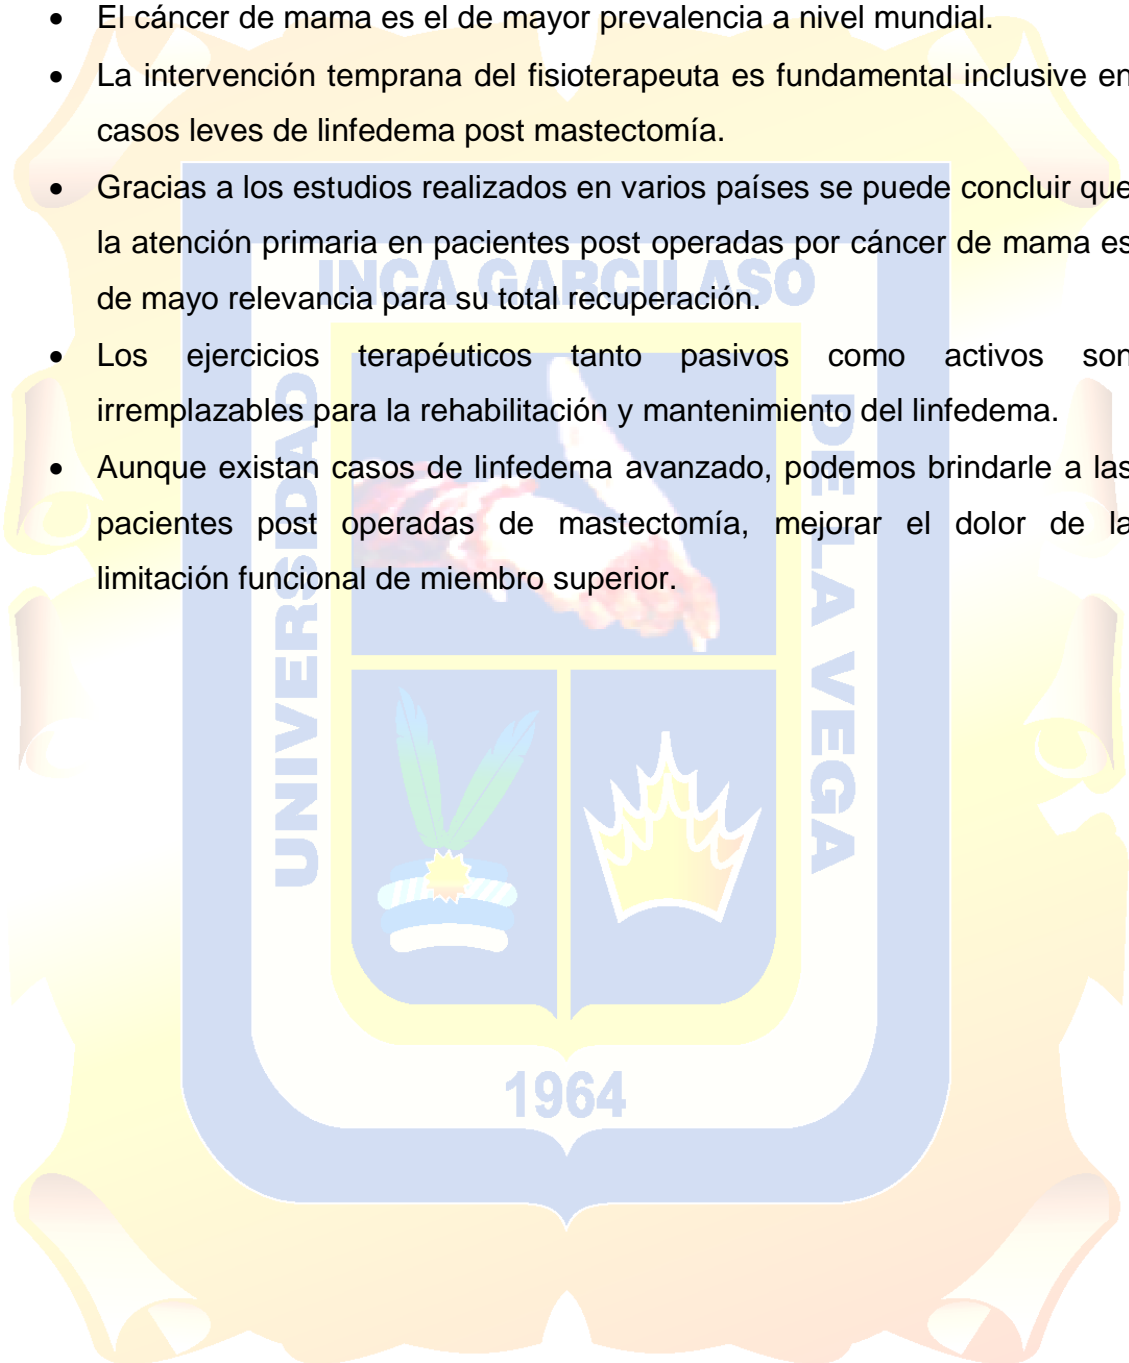 • El cáncer de mama es el de mayor prevalencia a nivel mundial.
• La intervención temprana del fisioterapeuta es fundamental inclusive en
casos leves de linfedema post mastectomía.
• Gracias a los estudios realizados en varios países se puede concluir que
la atención primaria en pacientes post operadas por cáncer de mama es
de mayo relevancia para su total recuperación.
• Los ejercicios terapéuticos tanto pasivos como activos son
irremplazables para la rehabilitación y mantenimiento del linfedema.
• Aunque existan casos de linfedema avanzado, podemos brindarle a las
pacientes post operadas de mastectomía, mejorar el dolor de la
limitación funcional de miembro superior.
UNIVERSIDAD
INCA GARCILASO
DE LA VEGA
1964